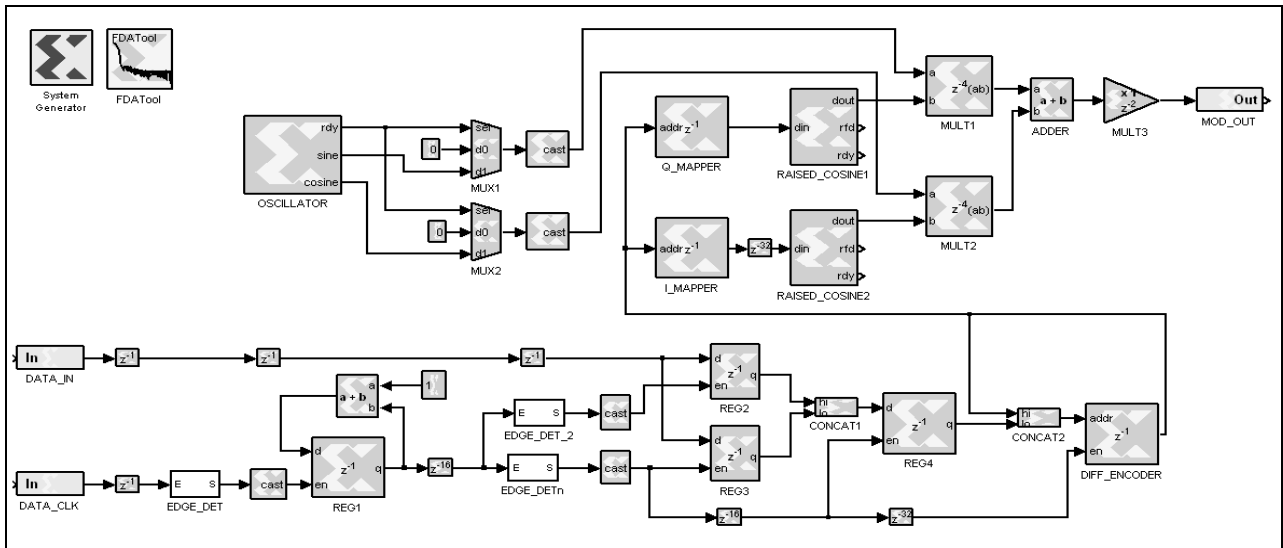 System
Generator
FDATool
FDATool
rdy
sine
cosine
OSCILLATOR
0
sel
d0
d1
MUX1
cast
0
sel
d0
d1
MUX2
cast
addr z-1
Q_MAPPER
din
dout
rfd
rdy
RAISED_COSINE1
addr z-1
I_MAPPER
z-32
din
dout
rfd
rdy
RAISED_COSINE2
a
b
z-4(ab)
MULT1
a
b
z-4(ab)
MULT2
a
b
a + b
ADDER
x 1
z-2
MULT3
Out
MOD_OUT
In
DATA_IN
z-1
z-1
z-1
a + b
a
b
1
In
DATA_CLK
z-1
E S
EDGE_DET
cast
d
en
z-1
q
REG1
z-16
E S
EDGE_DET_2
cast
E S
EDGE_DETn
cast
d
en
z-1
q
REG2
d
en
z-1
q
REG3
hi
lo
CONCAT1
d
en
z-1
q
REG4
z-16
z-32
hi
lo
CONCAT2
addr
en
z-1
DIFF_ENCODER